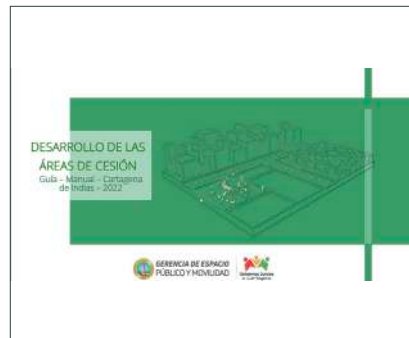 DESARROLLO DE LAS
ÁREAS DE CESIÓN
Guía - Manual - Cartagena
de Indias - 2022
GERENCIA DE ESPACIO
PÚBLICO Y MOVILIDAD